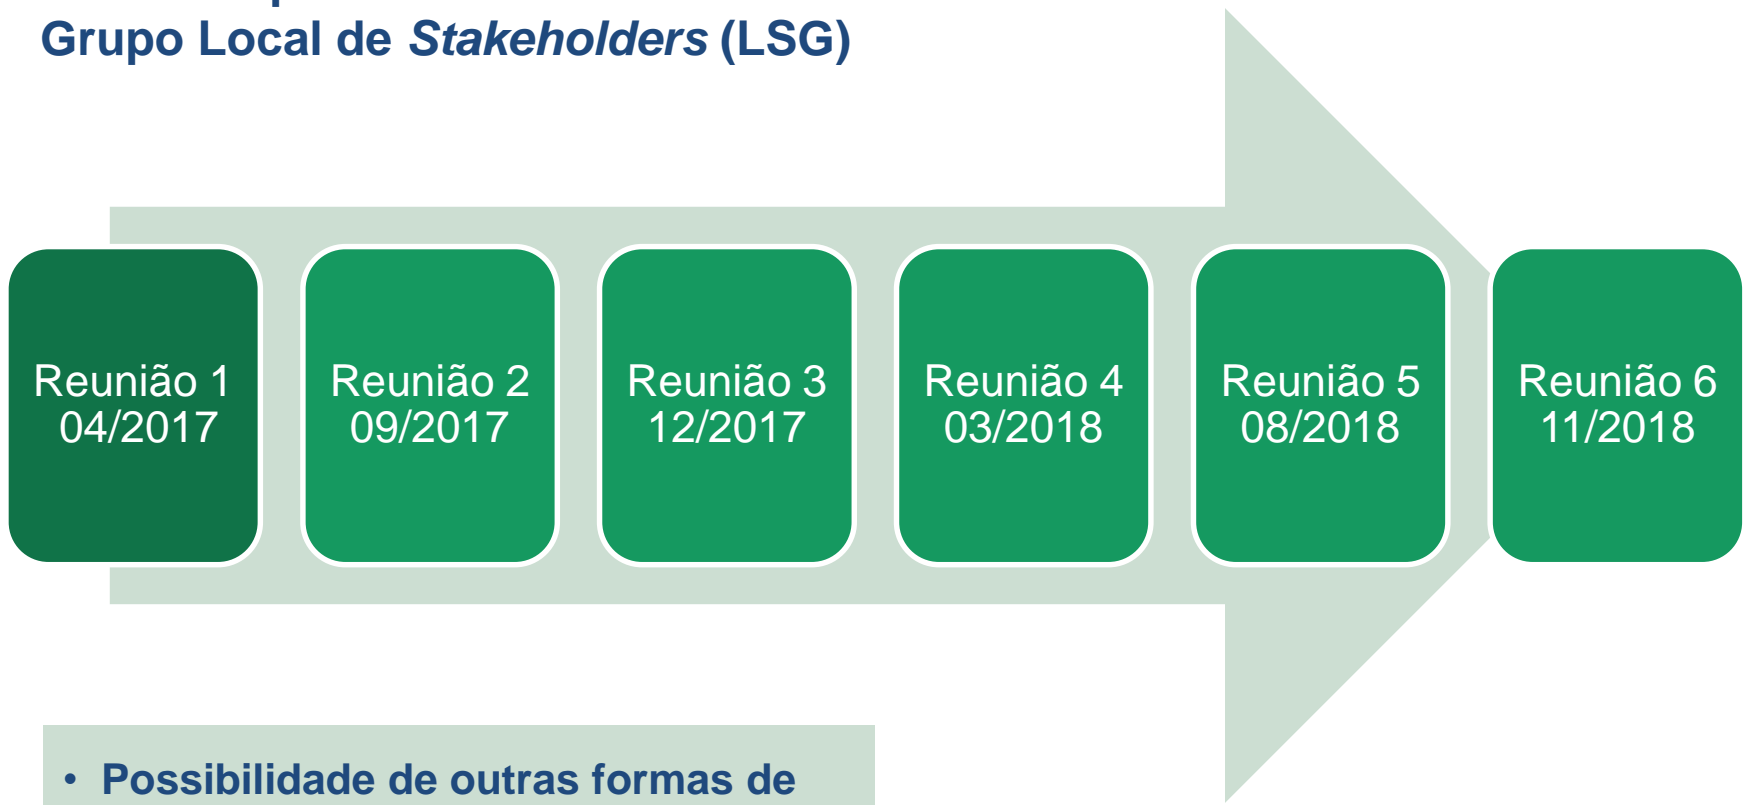 Grupo Local de Stakeholders (LSG)
Reunião 1
04/2017
Reunião 2
09/2017
Reunião 3
12/2017
Reunião 4
03/2018
Reunião 5
08/2018
Reunião 6
11/2018
• Possibilidade de outras formas de